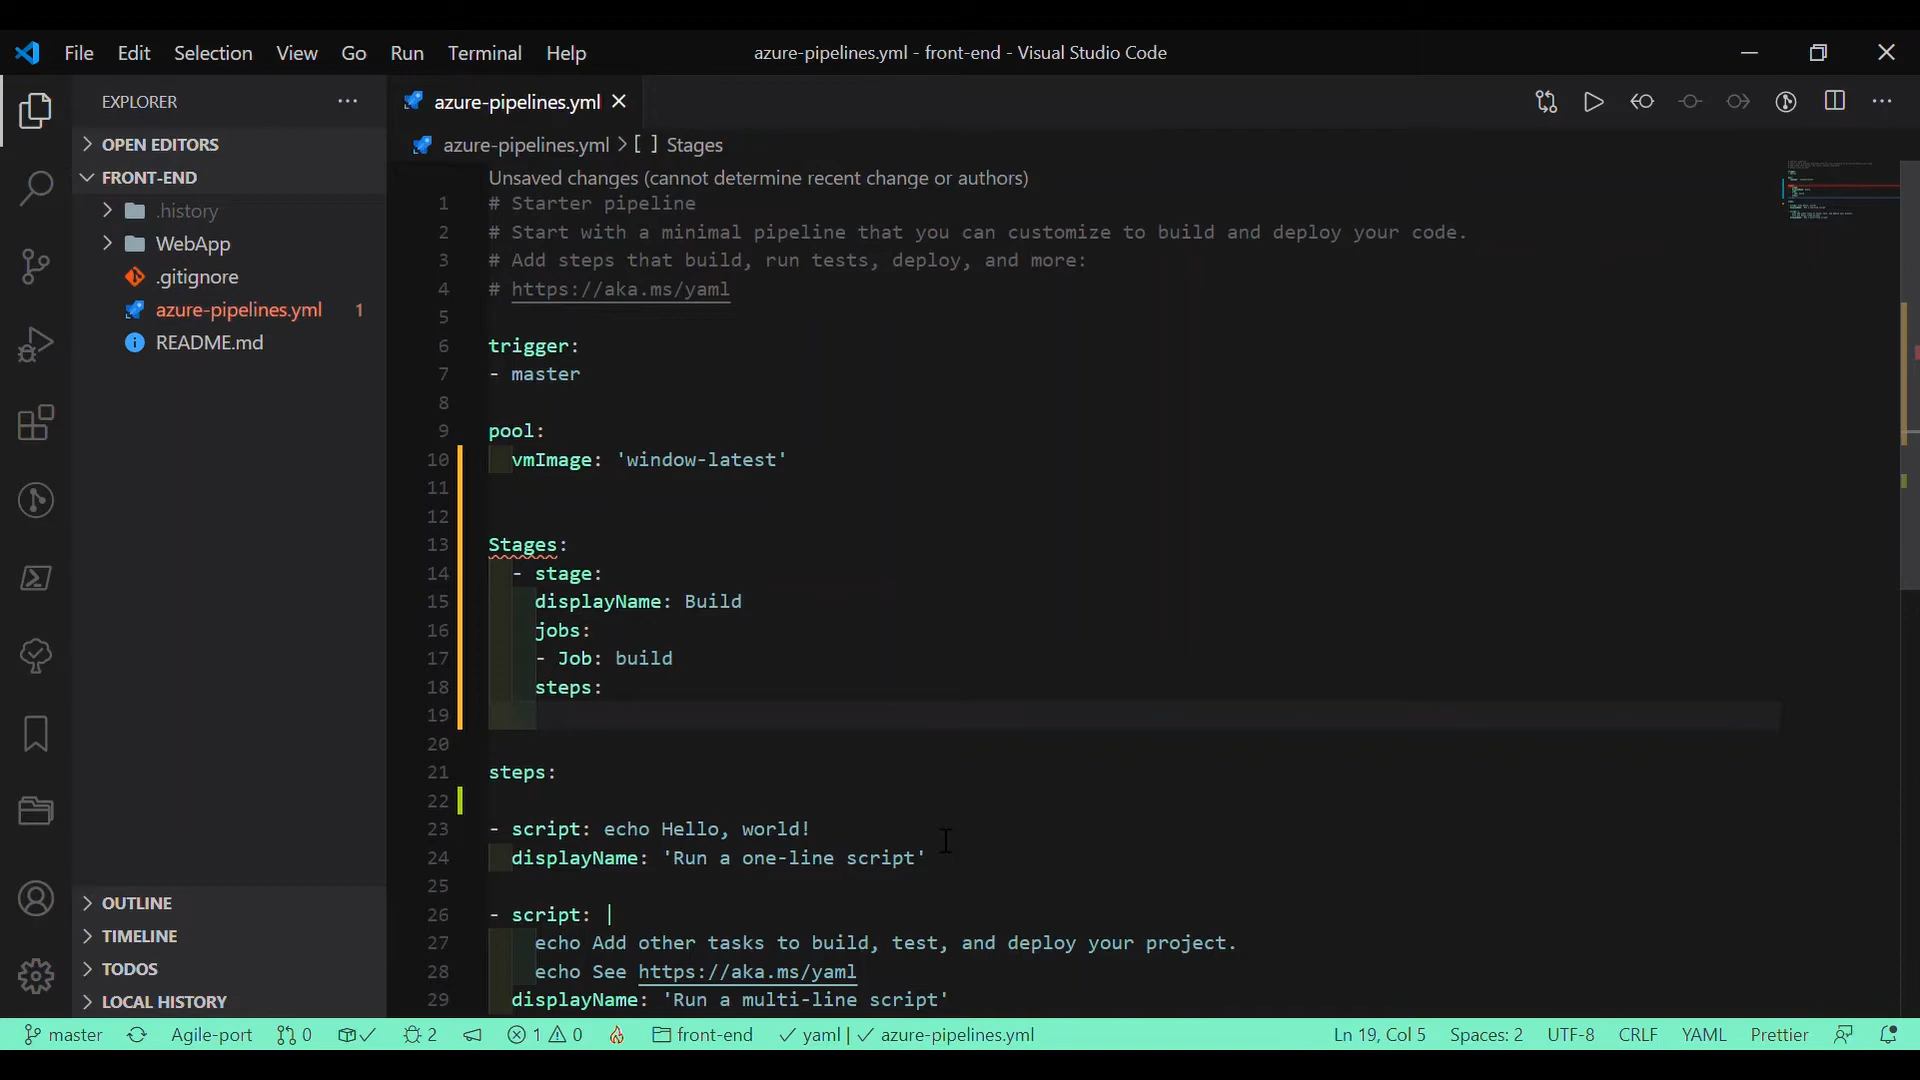 File Edit Selection View Go Run Terminal Help
azure-pipelines.yml - front-end - Visual Studio Code
EXPLORER
OPEN EDITORS
FRONT-END
.history
WebApp
.gitignore
azure-pipelines.yml 1
README.md
OUTLINE
TIMELINE
TODOS
LOCAL HISTORY
azure-pipelines.yml
azure-pipelines.yml > [ ] Stages
Unsaved changes (cannot determine recent change or authors)
1 # Starter pipeline
2 # Start with a minimal pipeline that you can customize to build and deploy your code.
3 # Add steps that build, run tests, deploy, and more:
4 # https://aka.ms/yaml
5
6 trigger:
7 - master
8
9 pool:
10 vmImage: 'window-latest'
11
12
13 Stages:
14 - stage:
15 displayName: Build
16 jobs:
17 - Job: build
18 steps:
19
20
21 steps:
22
23 - script: echo Hello, world!
24 displayName: 'Run a one-line script'
25
26 - script: |
27 echo Add other tasks to build, test, and deploy your project.
28 echo See https://aka.ms/yaml
29 displayName: 'Run a multi-line script'
master Agile-port 0 2 1 0 front-end yaml | azure-pipelines.yml Ln 19, Col 5 Spaces: 2 UTF-8 CRLF YAML Prettier